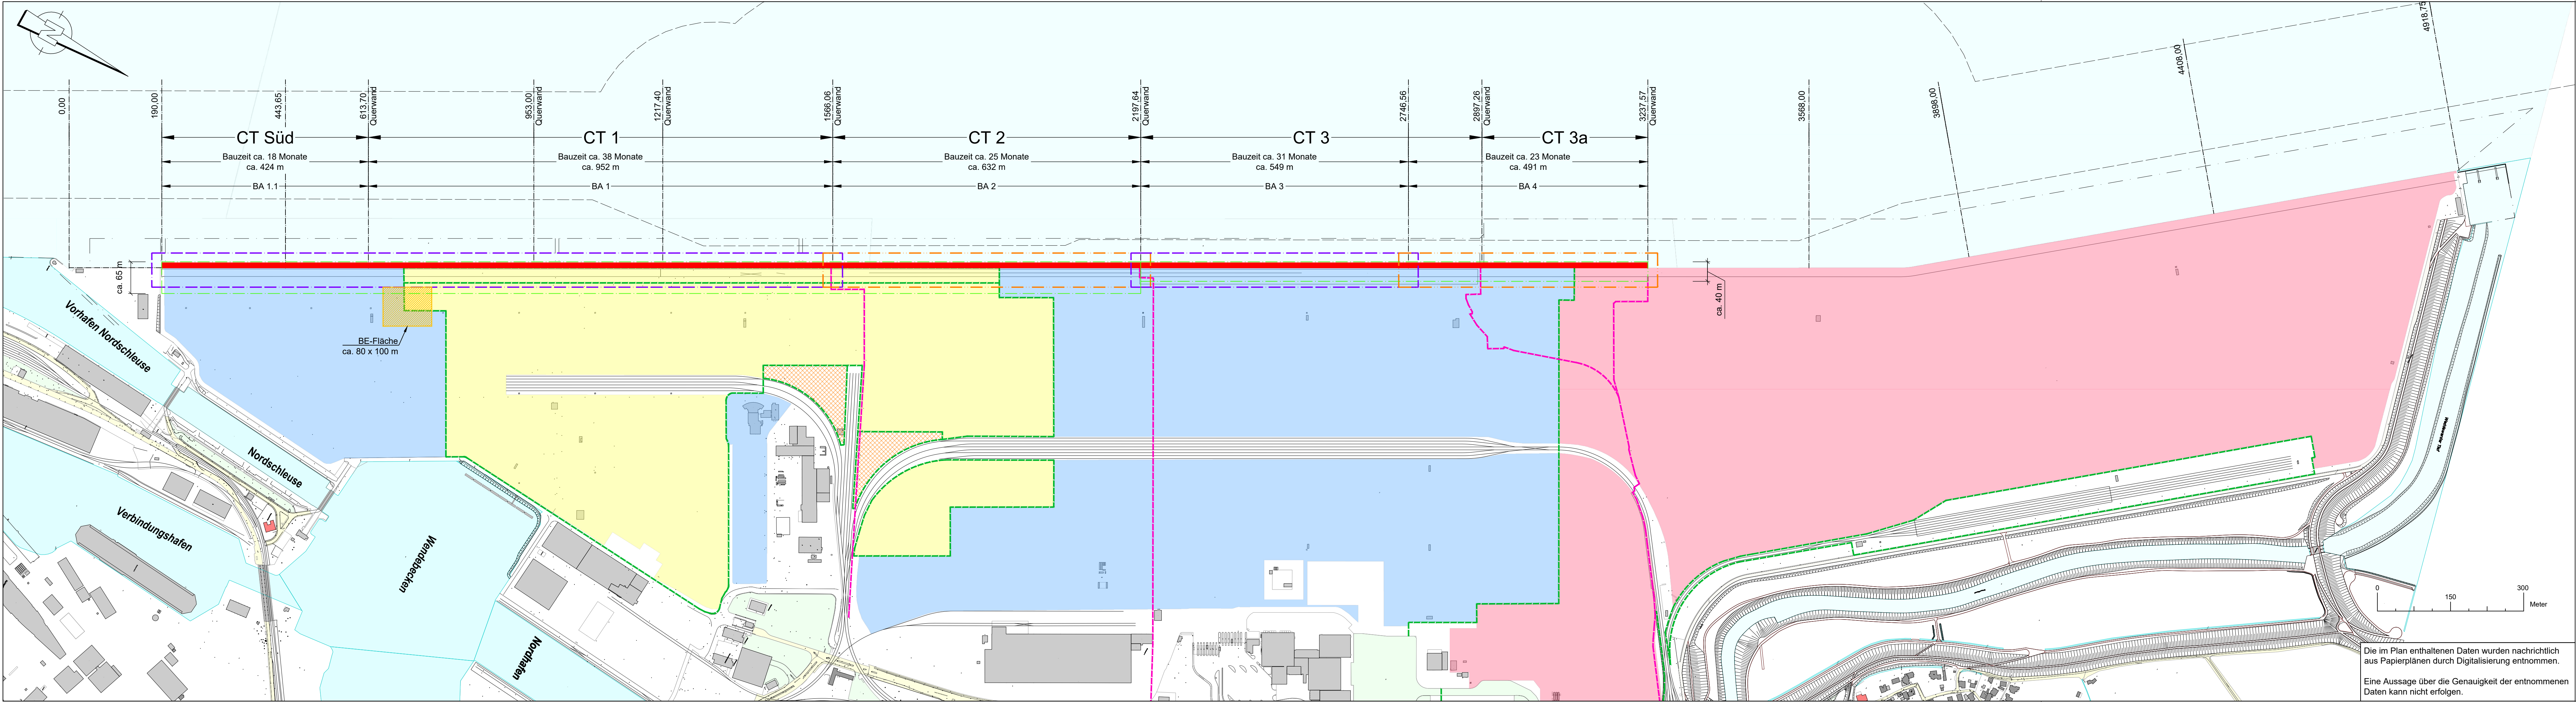 N
0,00
190,00
443,65
613,70
Querwand
953,00
Querwand
1217,40
Querwand
1566,06
Querwand
2197,64
Querwand
2746,56
2897,26
Querwand
3237,57
Querwand
3568,00
3898,00
4408,00
4918,75
CT Süd
CT 1
CT 2
CT 3
CT 3a
Bauzeit ca. 18 Monate
ca. 424 m
Bauzeit ca. 38 Monate
ca. 952 m
Bauzeit ca. 25 Monate
ca. 632 m
Bauzeit ca. 31 Monate
ca. 549 m
Bauzeit ca. 23 Monate
ca. 491 m
BA 1.1
BA 1
BA 2
BA 3
BA 4
ca. 65 m
ca. 40 m
BE-Fläche
ca. 80 x 100 m
Vorhafen Nordschleuse
Nordschleuse
Verbindungshafen
Wendebecken
Nordhafen
0
150
300
Meter
Die im Plan enthaltenen Daten wurden nachrichtlich
aus Papierplänen durch Digitalisierung entnommen.
Eine Aussage über die Genauigkeit der entnommenen
Daten kann nicht erfolgen.